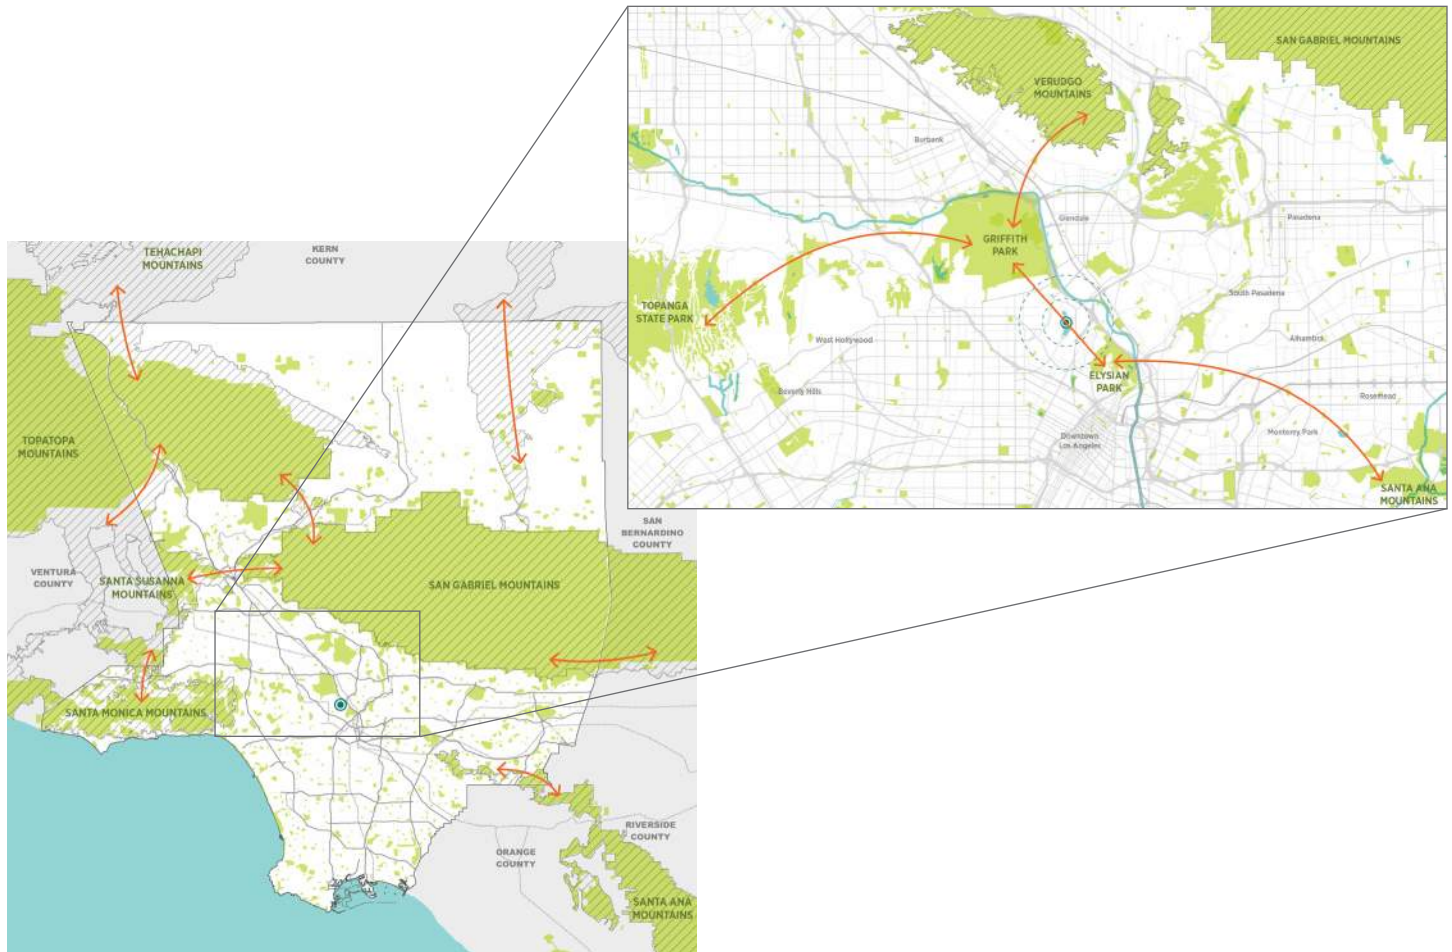 SAN GABRIEL MOUNTAINS
VERUDGO
MOUNTAINS
Burbank
Glendale
Pasadena
GRIFFITH
PARK
South Pasadena
TOPANGA
STATE PARK
West Hollywood
Alhambra
ELYSIAN
PARK
Beverly Hills
Rosemead
Downtown
Los Angeles
Monterey Park
SANTA ANA
MOUNTAINS
TEHACHAPI
MOUNTAINS
KERN
COUNTY
TOPATOPA
MOUNTAINS
SAN
BERNARDINO
COUNTY
VENTURA
COUNTY
SANTA SUSANNA
MOUNTAINS
SAN GABRIEL MOUNTAINS
SANTA MONICA MOUNTAINS
RIVERSIDE
COUNTY
ORANGE
COUNTY
SANTA ANA
MOUNTAINS